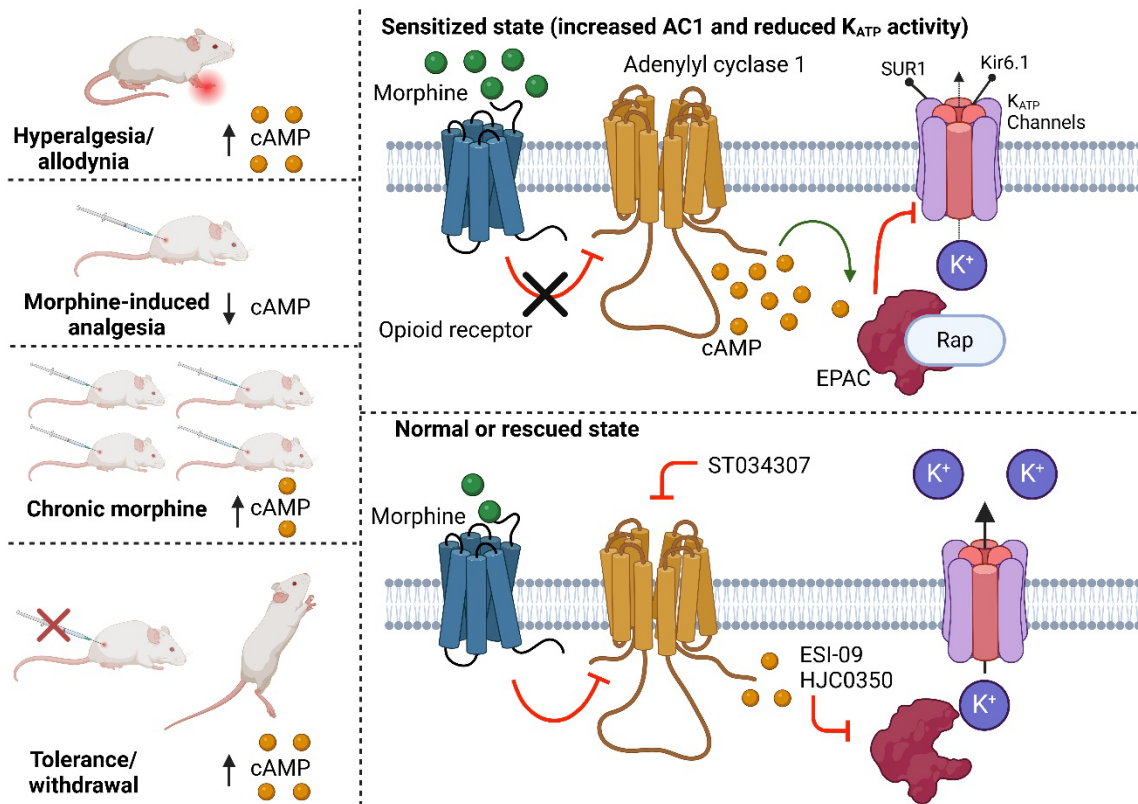 Hyperalgesia/
allodynia
cAMP
Morphine-induced
analgesia
cAMP
Chronic morphine
cAMP
Tolerance/
withdrawal
cAMP
Sensitized state (increased AC1 and reduced KATP activity)
Morphine
Adenylyl cyclase 1
SUR1
Kir6.1
KATP
Channels
K+
Opioid receptor
cAMP
EPAC
Rap
Normal or rescued state
ST034307
Morphine
K+
K+
ESI-09
HJC0350
K+